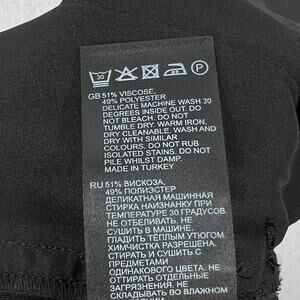 30
P
GB 51% VISCOSE,
49% POLYESTER
DELICATE MACHINE WASH 30
DEGREES INSIDE OUT. DO
NOT BLEACH. DO NOT
TUMBLE DRY. WARM IRON.
DRY CLEANABLE. WASH AND
DRY WITH SIMILAR
COLOURS. DO NOT RUB
STAINS ISOLATED. DO NOT
PILE WHILST DAMP.
MADE IN TURKEY
RU 51% ВИСКОЗА,
49% ПОЛИЭСТЕР
ДЕЛИКАТНАЯ МАШИННАЯ
СТИРКА НАИЗНАНКУ ПРИ
ТЕМПЕРАТУРЕ 30 ГРАДУСОВ.
НЕ ОТБЕЛИВАТЬ. НЕ
СУШИТЬ В МАШИНЕ.
ГЛАДИТЬ ТЕПЛЫМ УТЮГОМ.
ХИМЧИСТКА РАЗРЕШЕНА.
СТИРАТЬ И СУШИТЬ С
ВЕЩАМИ
ОДИНАКОВОГО ЦВЕТА. НЕ
ОТТИРАТЬ ОТДЕЛЬНЫЕ
ЗАГРЯЗНЕНИЯ. НЕ
СКЛАДЫВАТЬ ВО ВЛАЖНОМ